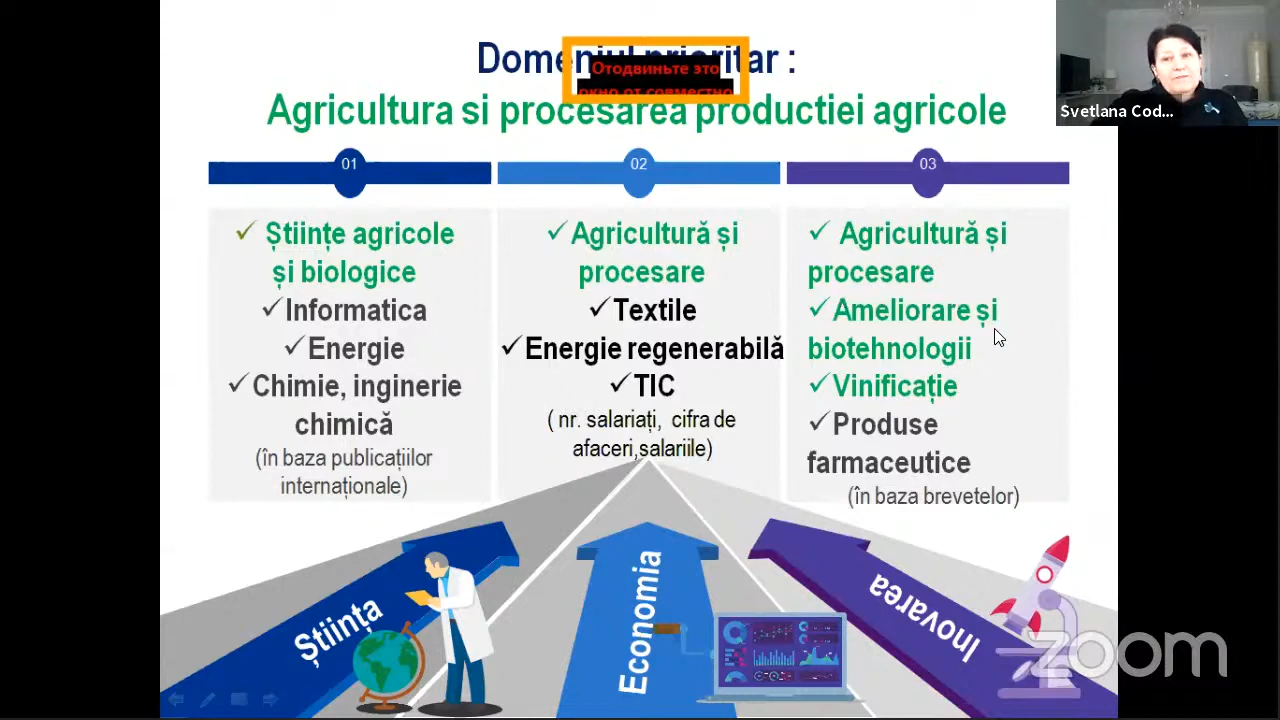 Domeniul prioritar :
Отодвиньте это
окно от совместно
Agricultura si procesarea productiei agricole
Svetlana Cod...
01
02
03
✓ Științe agricole
și biologice
✓Informatica
✓Energie
✓Chimie, inginerie
chimică
(în baza publicațiilor
internaționale)
✓Agricultură și
procesare
✓Textile
✓Energie regenerabilă
✓TIC
( nr. salariați, cifra de
afaceri,salariile)
✓ Agricultură și
procesare
✓Ameliorare și
biotehnologii
✓Vinificație
✓Produse
farmaceutice
(în baza brevetelor)
Știința
Economia
Inovarea
zoom